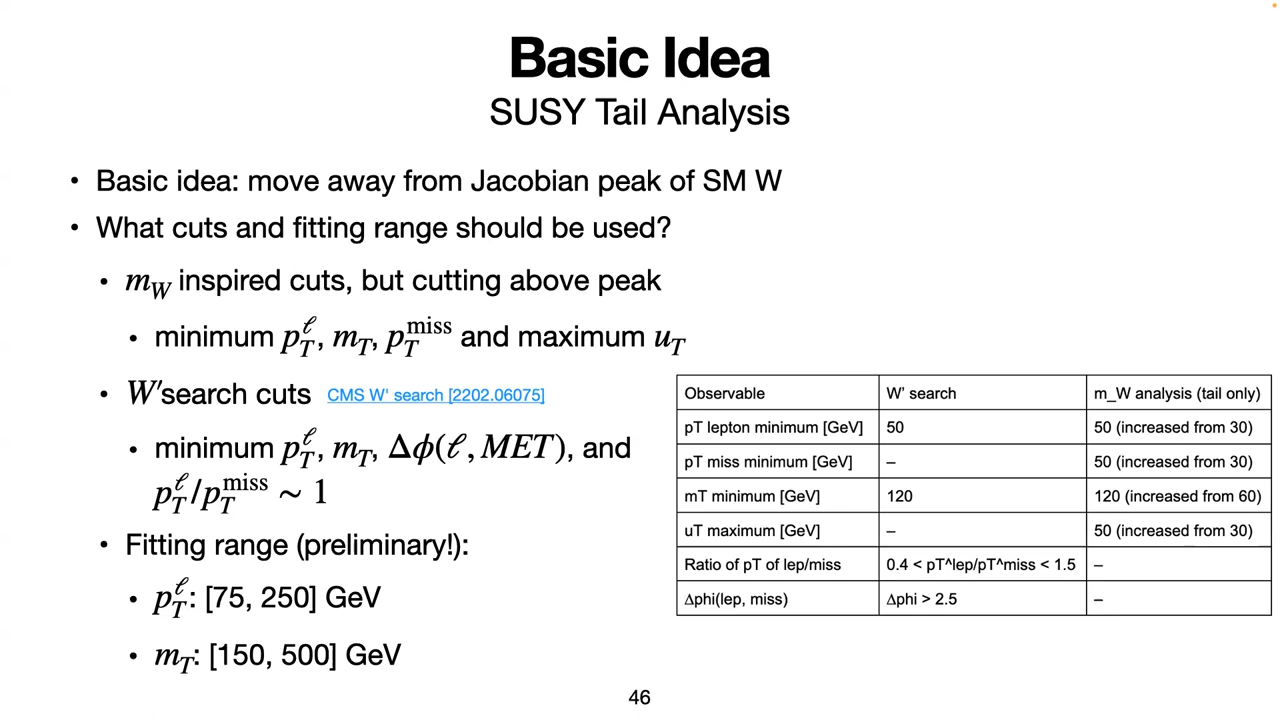 Basic Idea
SUSY Tail Analysis
• Basic idea: move away from Jacobian peak of SM W
• What cuts and fitting range should be used?
• m_W inspired cuts, but cutting above peak
• minimum p_T^ℓ, m_T, p_T^miss and maximum u_T
• W′search cuts CMS W' search [2202.06075]
• minimum p_T^ℓ, m_T, Δϕ(ℓ, MET), and
p_T^ℓ/p_T^miss ∼ 1
• Fitting range (preliminary!):
• p_T^ℓ: [75, 250] GeV
• m_T: [150, 500] GeV
Observable W’ search m_W analysis (tail only)
pT lepton minimum [GeV] 50 50 (increased from 30)
pT miss minimum [GeV] – 50 (increased from 30)
mT minimum [GeV] 120 120 (increased from 60)
uT maximum [GeV] – 50 (increased from 30)
Ratio of pT of lep/miss 0.4 < pT^lep/pT^miss < 1.5 –
Δphi(lep, miss) Δphi > 2.5 –
46